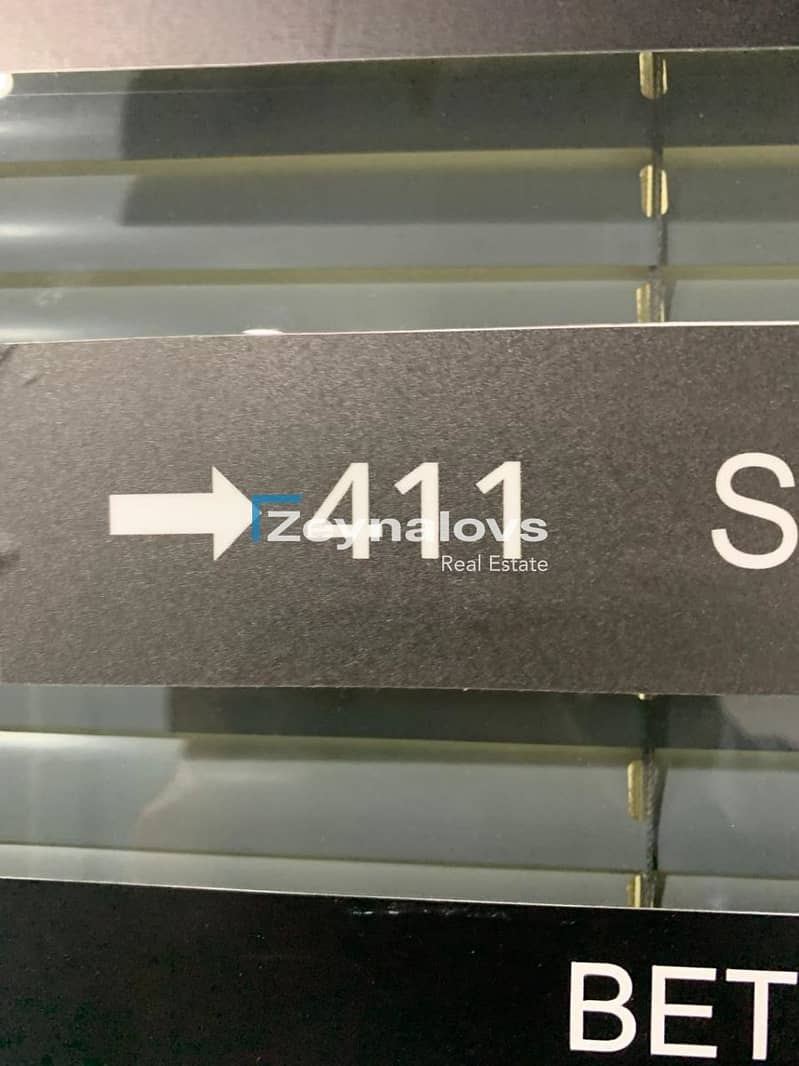 411 S
Zeynalovs
Real Estate
BET